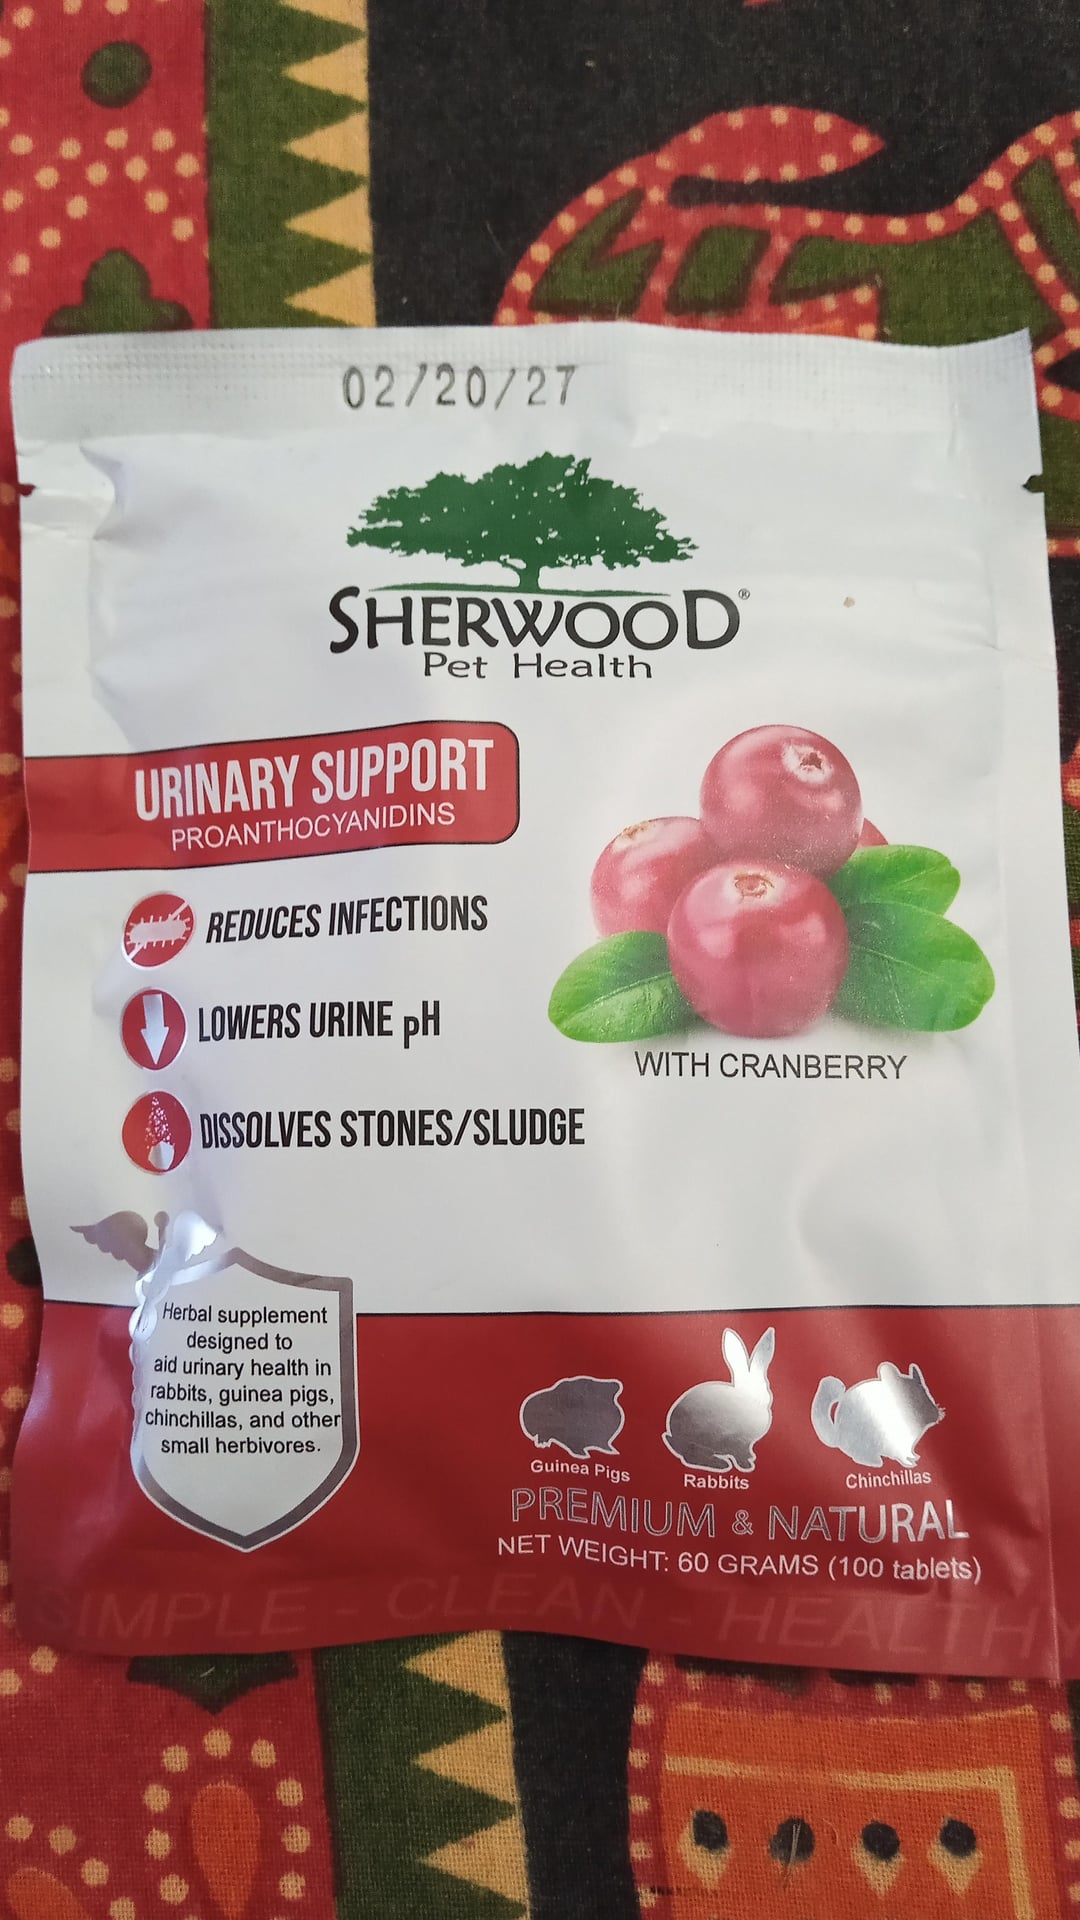 02/20/27
SHERWOOD®
Pet Health
URINARY SUPPORT
PROANTHOCYANIDINS
REDUCES INFECTIONS
LOWERS URINE pH
DISSOLVES STONES/SLUDGE
WITH CRANBERRY
Herbal supplement
designed to
aid urinary health in
rabbits, guinea pigs,
chinchillas, and other
small herbivores.
Guinea Pigs
Rabbits
Chinchillas
PREMIUM & NATURAL
NET WEIGHT: 60 GRAMS (100 tablets)
SIMPLE - CLEAN - HEALTHY